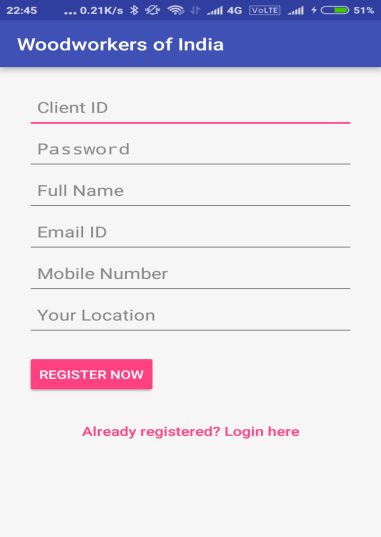 22:45 ...0.21K/s 4G VoLTE 51%
Woodworkers of India
Client ID
Password
Full Name
Email ID
Mobile Number
Your Location
REGISTER NOW
Already registered? Login here